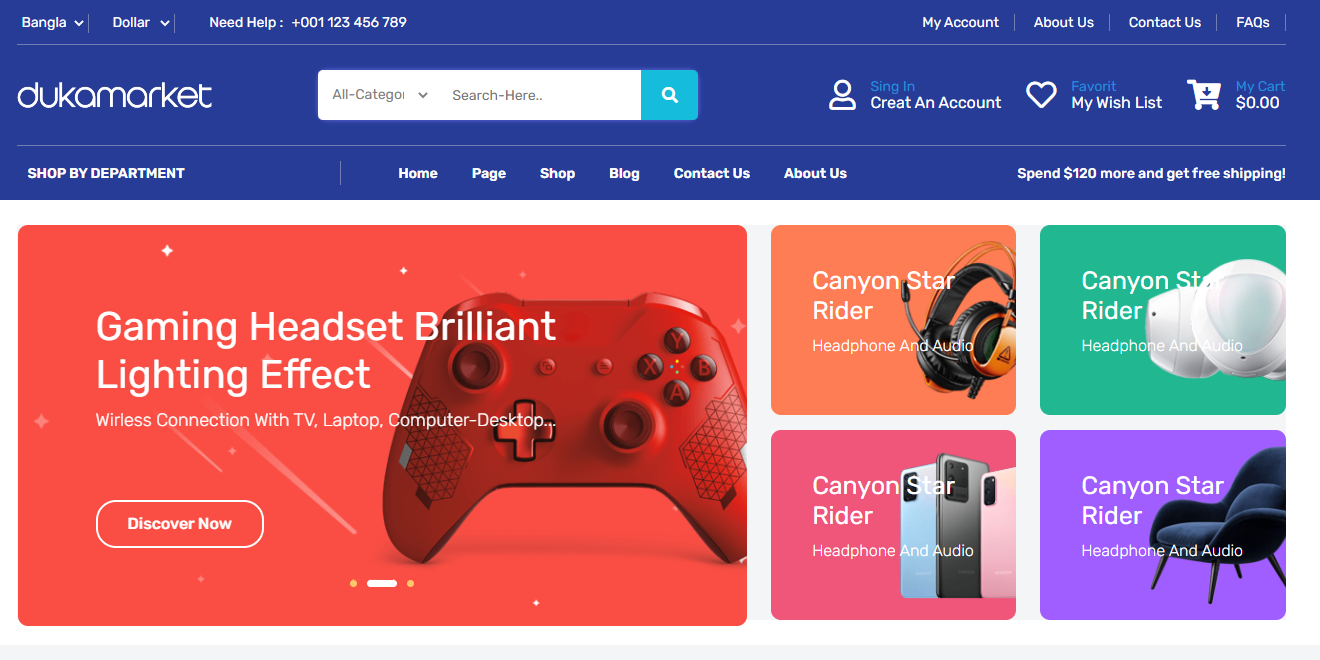 Bangla
Dollar
Need Help : +001 123 456 789
My Account
About Us
Contact Us
FAQs
dukamarket
All-Categor
Search-Here..
Sing In
Creat An Account
Favorit
My Wish List
My Cart
$0.00
SHOP BY DEPARTMENT
Home
Page
Shop
Blog
Contact Us
About Us
Spend $120 more and get free shipping!
Gaming Headset Brilliant
Lighting Effect
Wirless Connection With TV, Laptop, Computer-Desktop...
Discover Now
Y
X
B
A
Canyon Star
Rider
Headphone And Audio
Canyon Star
Rider
Headphone And Audio
Canyon Star
Rider
Headphone And Audio
Canyon Star
Rider
Headphone And Audio